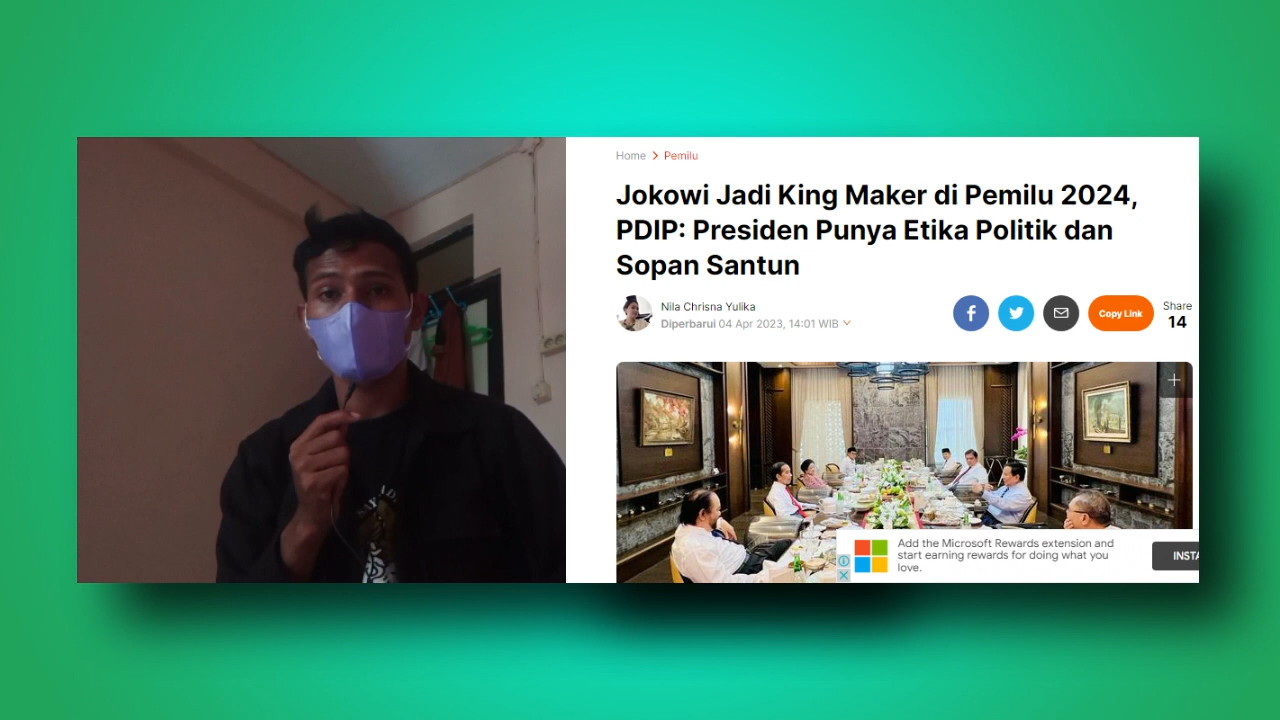 Home > Pemilu
Jokowi Jadi King Maker di Pemilu 2024,
PDIP: Presiden Punya Etika Politik dan
Sopan Santun
Nila Chrisna Yulika
Diperbarui 04 Apr 2023, 14:01 WIB
Copy Link
Share
14
Add the Microsoft Rewards extension and
start earning rewards for doing what you
love.
INSTA